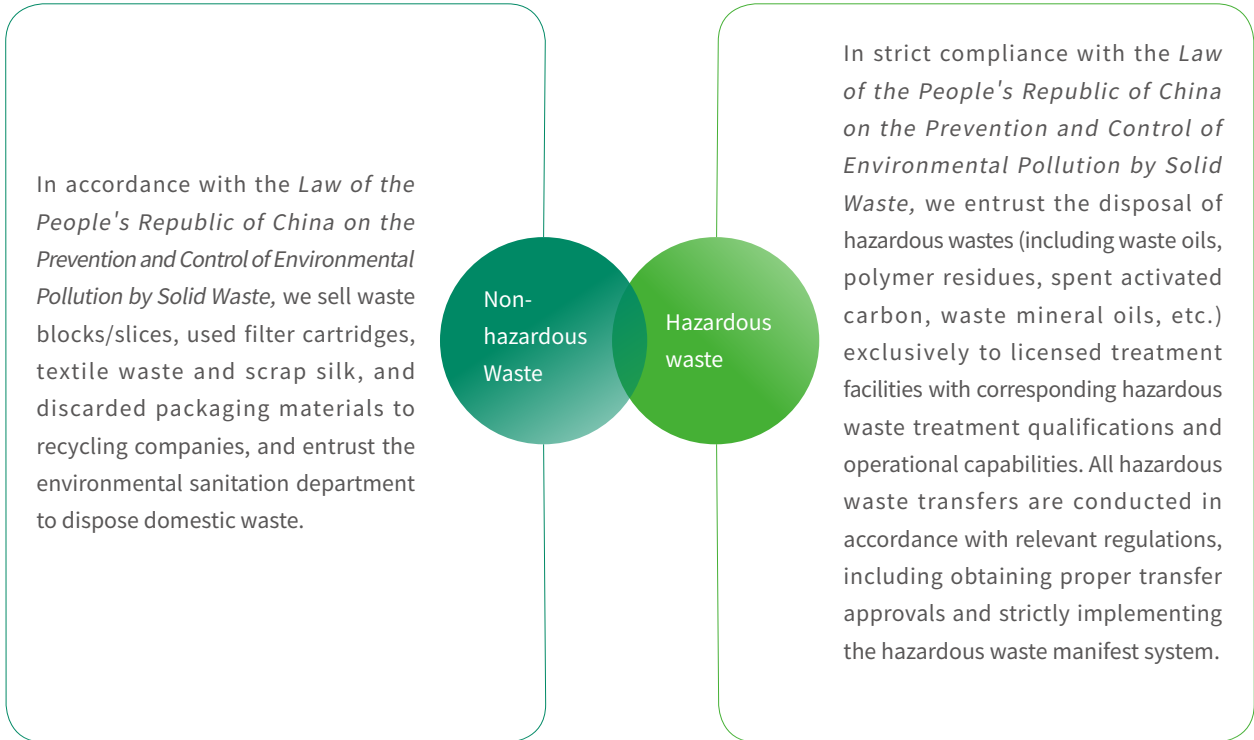 In accordance with the Law of the
People's Republic of China on the
Prevention and Control of Environmental
Pollution by Solid Waste, we sell waste
blocks/slices, used filter cartridges,
textile waste and scrap silk, and
discarded packaging materials to
recycling companies, and entrust the
environmental sanitation department
to dispose domestic waste.
Non-
hazardous
Waste
Hazardous
waste
In strict compliance with the Law
of the People's Republic of China
on the Prevention and Control of
Environmental Pollution by Solid
Waste, we entrust the disposal of
hazardous wastes (including waste oils,
polymer residues, spent activated
carbon, waste mineral oils, etc.)
exclusively to licensed treatment
facilities with corresponding hazardous
waste treatment qualifications and
operational capabilities. All hazardous
waste transfers are conducted in
accordance with relevant regulations,
including obtaining proper transfer
approvals and strictly implementing
the hazardous waste manifest system.